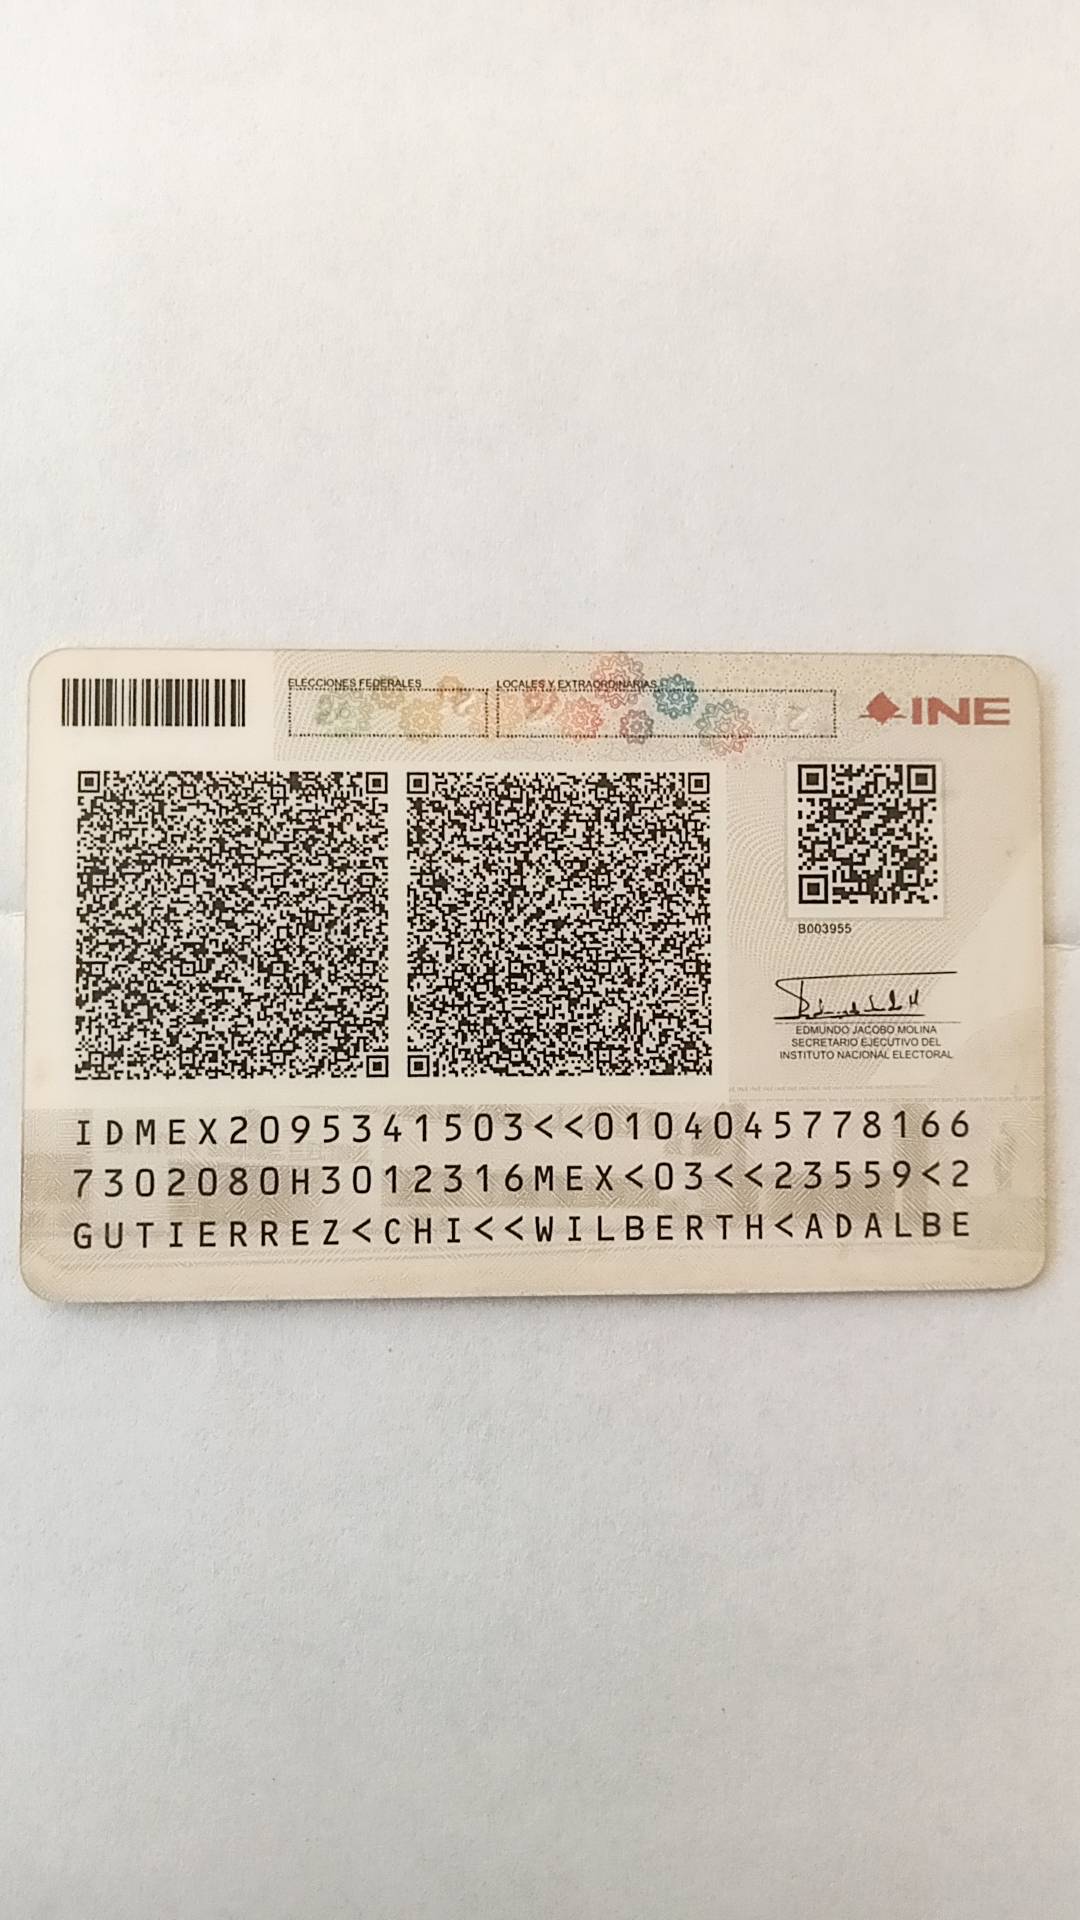 ELECCIONES FEDERALES LOCALES Y EXTRAORDINARIAS
INE
B003955
EDMUNDO JACOBO MOLINA
SECRETARIO EJECUTIVO DEL
INSTITUTO NACIONAL ELECTORAL
IDMEX2095341503<<0104045778166
7302080H3012316MEX<03<<23559<2
GUTIERREZ<CHI<<WILBERTH<ADALBE